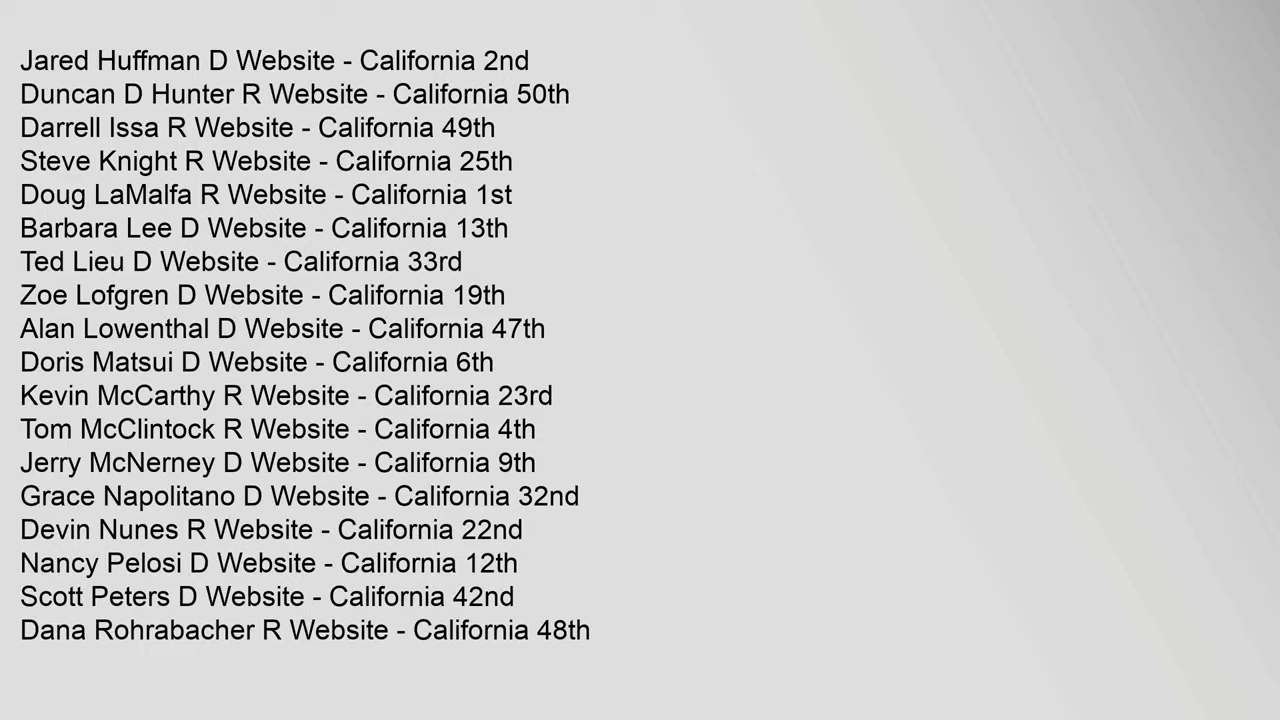 Jared Huffman D Website - California 2nd
Duncan D Hunter R Website - California 50th
Darrell Issa R Website - California 49th
Steve Knight R Website - California 25th
Doug LaMalfa R Website - California 1st
Barbara Lee D Website - California 13th
Ted Lieu D Website - California 33rd
Zoe Lofgren D Website - California 19th
Alan Lowenthal D Website - California 47th
Doris Matsui D Website - California 6th
Kevin McCarthy R Website - California 23rd
Tom McClintock R Website - California 4th
Jerry McNerney D Website - California 9th
Grace Napolitano D Website - California 32nd
Devin Nunes R Website - California 22nd
Nancy Pelosi D Website - California 12th
Scott Peters D Website - California 42nd
Dana Rohrabacher R Website - California 48th